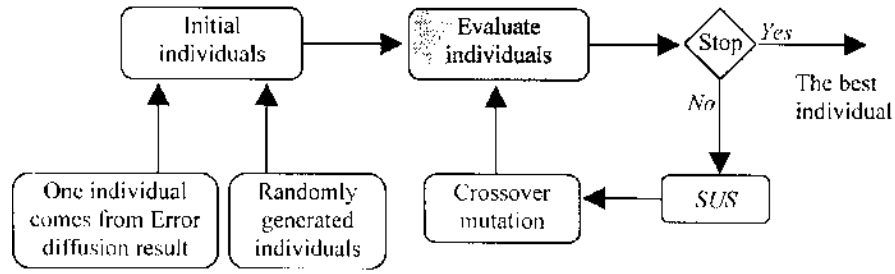 Initial
individuals
Evaluate
individuals
Stop
Yes
The best
individual
No
One individual
comes from Error
diffusion result
Randomly
generated
individuals
Crossover
mutation
SUS